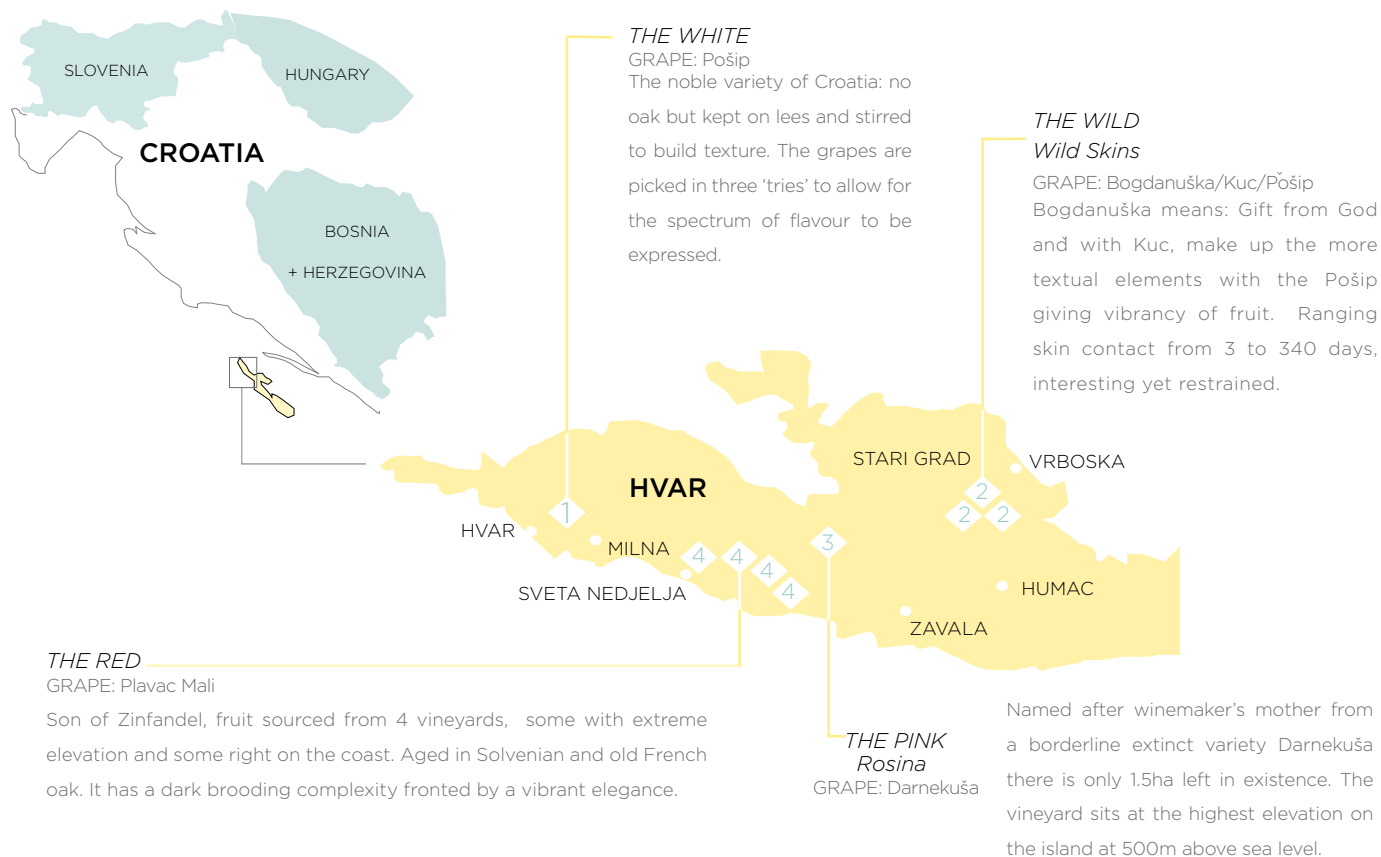 SLOVENIA
HUNGARY
CROATIA
BOSNIA
+ HERZEGOVINA
THE WHITE
GRAPE: Pošip
The noble variety of Croatia: no
oak but kept on lees and stirred
to build texture. The grapes are
picked in three ‘tries’ to allow for
the spectrum of flavour to be
expressed.
THE WILD
Wild Skins
GRAPE: Bogdanuška/Kuc/Pošip
Bogdanuška means: Gift from God
and with Kuc, make up the more
textual elements with the Pošip
giving vibrancy of fruit. Ranging
skin contact from 3 to 340 days,
interesting yet restrained.
STARI GRAD
VRBOSKA
HVAR
2
2 2
1
HVAR
3
MILNA
4 4
4
4
SVETA NEDJELJA
HUMAC
ZAVALA
THE RED
GRAPE: Plavac Mali
Son of Zinfandel, fruit sourced from 4 vineyards, some with extreme
elevation and some right on the coast. Aged in Solvenian and old French
oak. It has a dark brooding complexity fronted by a vibrant elegance.
THE PINK
Rosina
GRAPE: Darnekuša
Named after winemaker’s mother from
a borderline extinct variety Darnekuša
there is only 1.5ha left in existence. The
vineyard sits at the highest elevation on
the island at 500m above sea level.